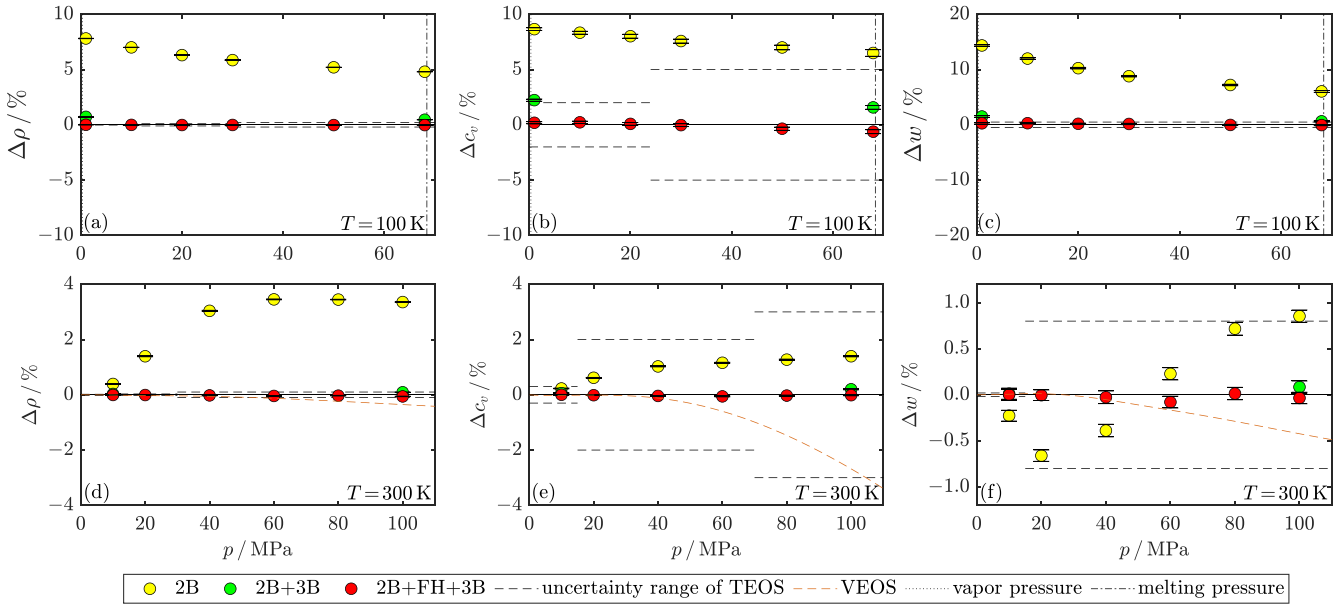 10
5
0
−5
−10
Δρ / %
(a)
T = 100 K
0 20 40 60
10
5
0
−5
−10
Δc_v / %
(b)
T = 100 K
0 20 40 60
20
10
0
−10
−20
Δw / %
(c)
T = 100 K
0 20 40 60
4
2
0
−2
−4
Δρ / %
(d)
T = 300 K
0 20 40 60 80 100
p / MPa
4
2
0
−2
−4
Δc_v / %
(e)
T = 300 K
0 20 40 60 80 100
p / MPa
1.0
0.5
0.0
−0.5
−1.0
Δw / %
(f)
T = 300 K
0 20 40 60 80 100
p / MPa
2B 2B+3B 2B+FH+3B uncertainty range of TEOS VEOS vapor pressure melting pressure